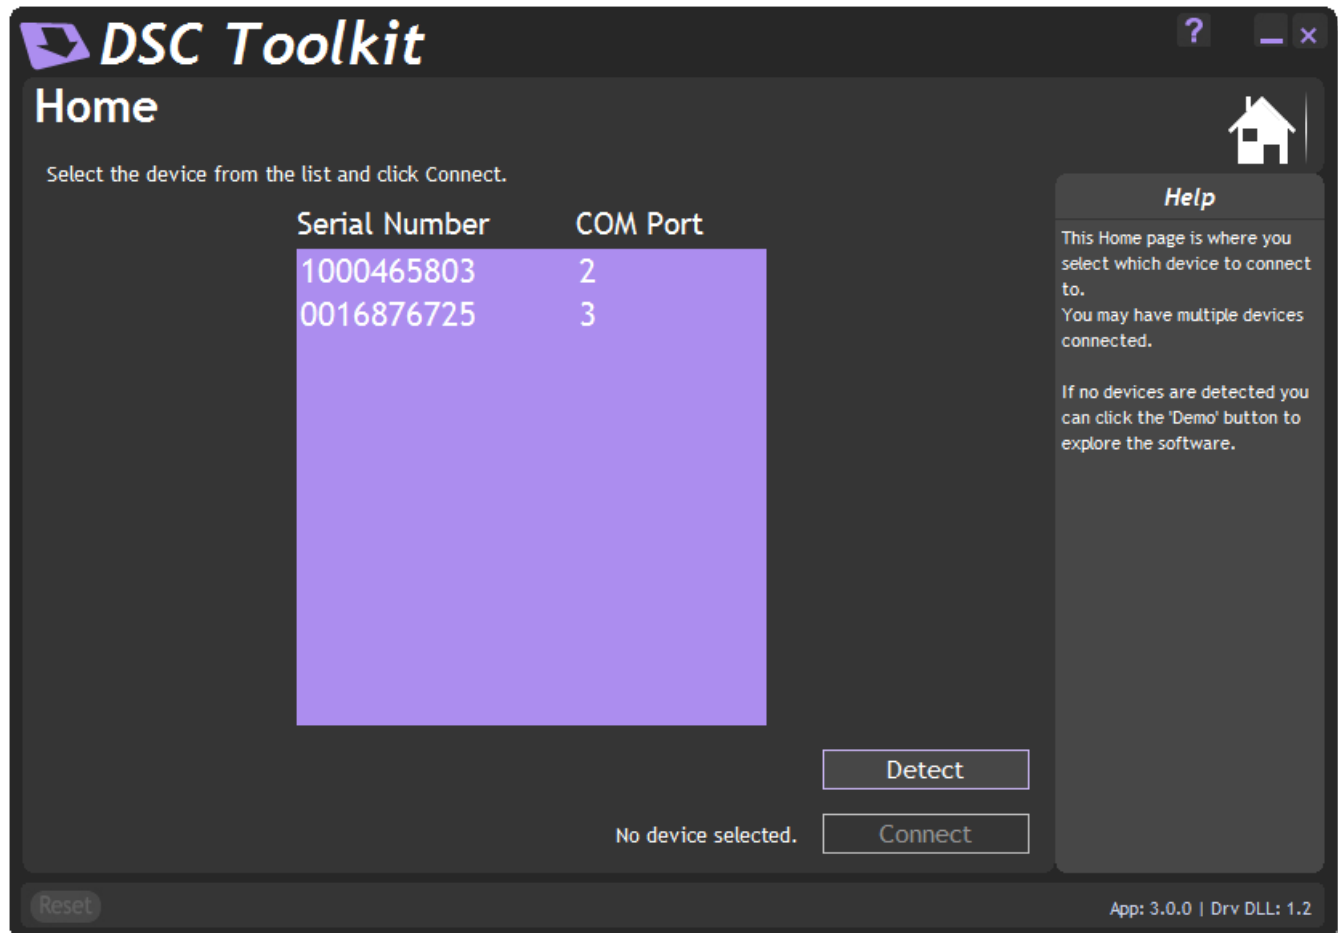 DSC Toolkit
?
Home
Select the device from the list and click Connect.
Serial Number COM Port
1000465803 2
0016876725 3
Detect
No device selected. Connect
Help
This Home page is where you
select which device to connect
to.
You may have multiple devices
connected.
If no devices are detected you
can click the 'Demo' button to
explore the software.
Reset
App: 3.0.0 | Drv DLL: 1.2